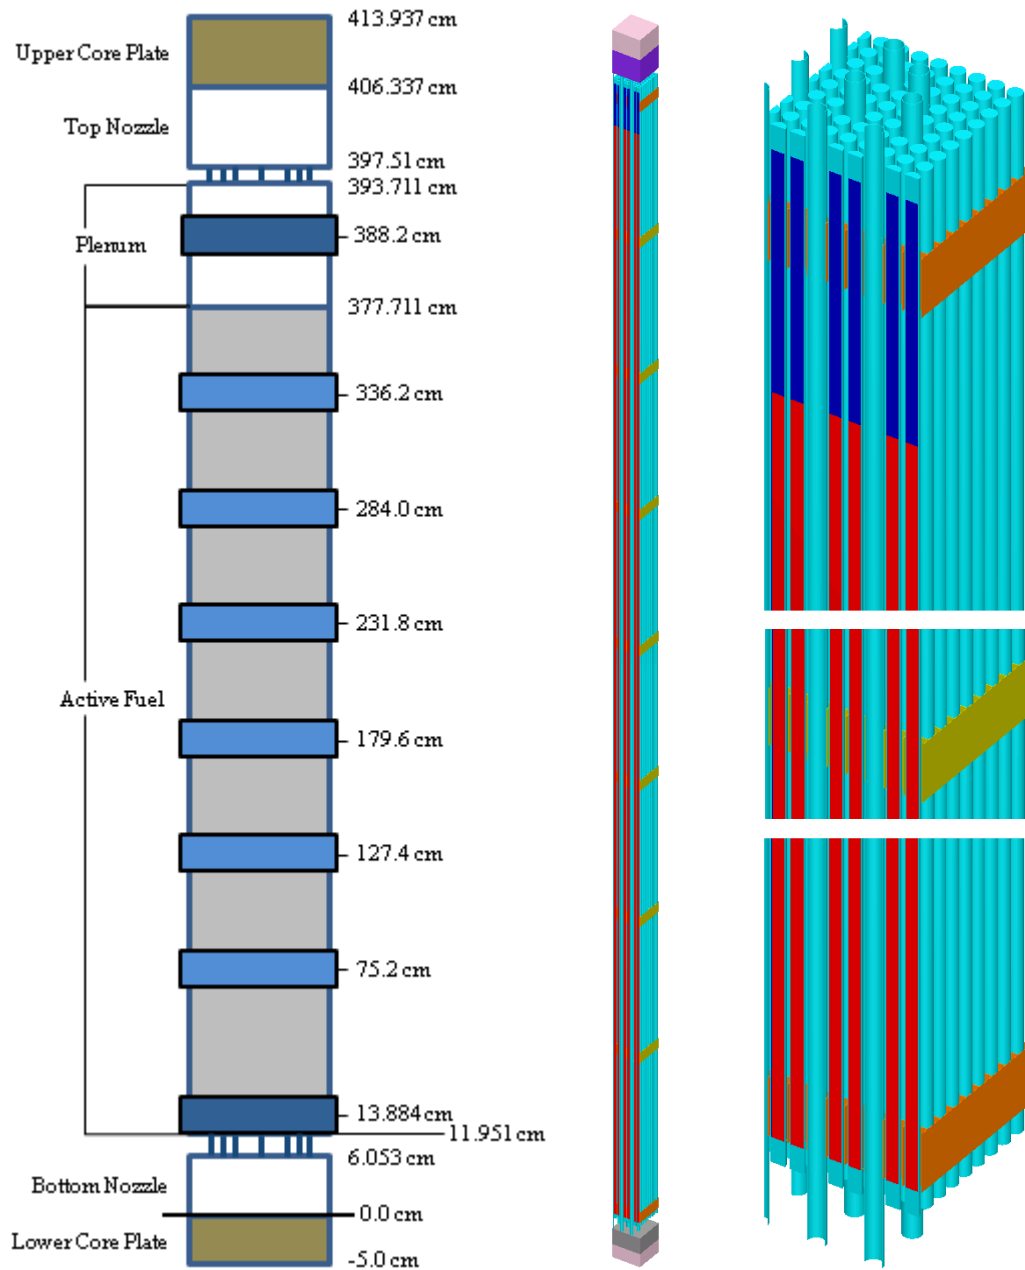 413.937 cm
Upper Core Plate
406.337 cm
Top Nozzle
397.51 cm
393.711 cm
388.2 cm
Plenum
377.711 cm
336.2 cm
284.0 cm
231.8 cm
Active Fuel
179.6 cm
127.4 cm
75.2 cm
13.884 cm
11.951 cm
6.053 cm
Bottom Nozzle
0.0 cm
Lower Core Plate
-5.0 cm